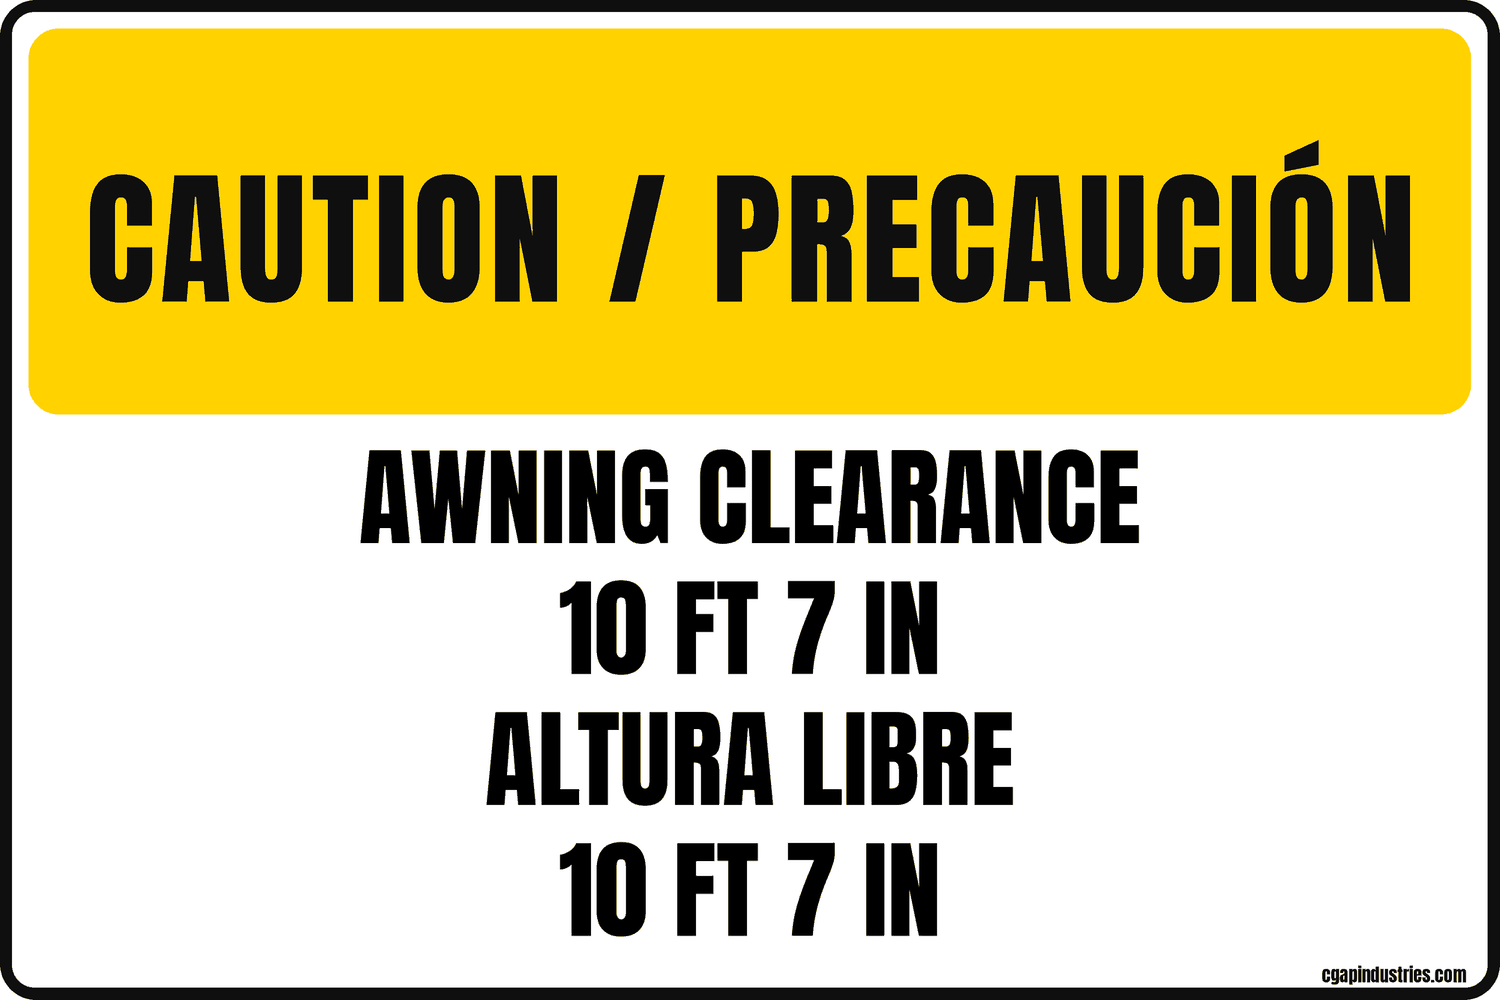 CAUTION / PRECAUCIÓN
AWNING CLEARANCE
10 FT 7 IN
ALTURA LIBRE
10 FT 7 IN
cgapindustries.com